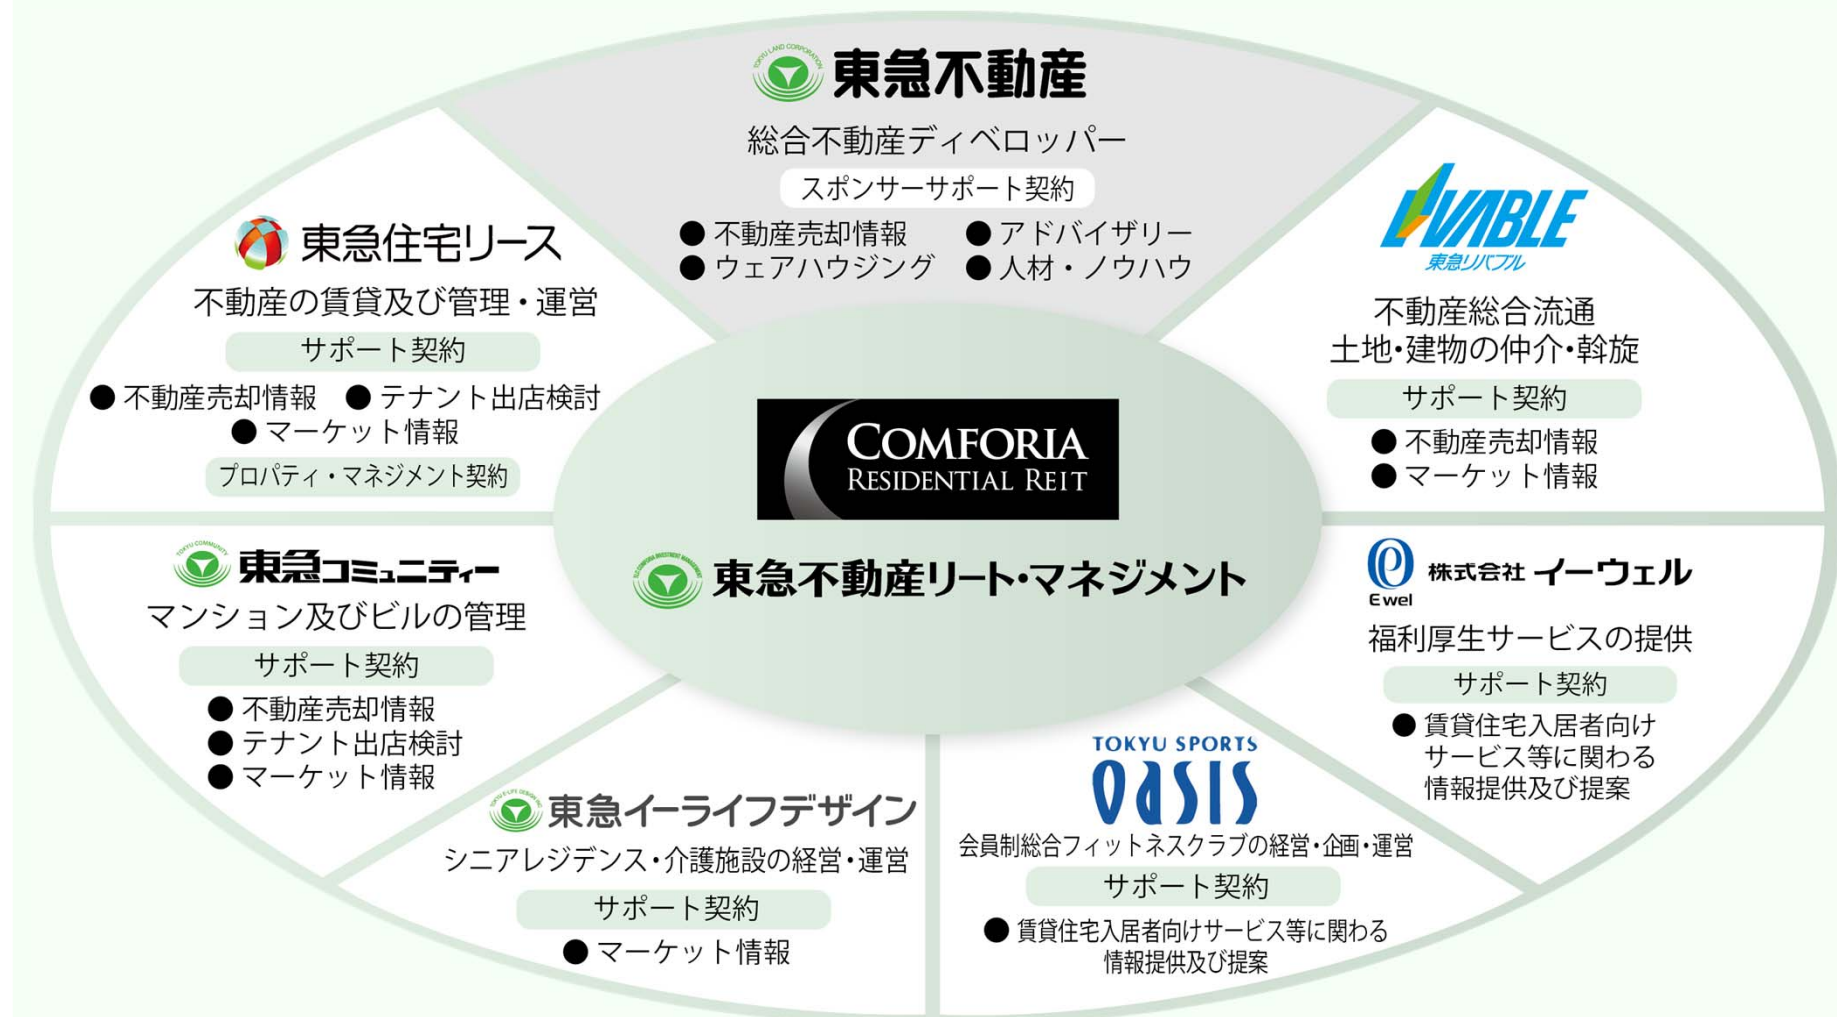 TOKYU LAND CORPORATION
東急不動産
総合不動産ディベロッパー
スポンサーサポート契約
● 不動産売却情報 ● アドバイザリー
● ウェアハウジング ● 人材・ノウハウ
LIVABLE
東急リバブル
不動産総合流通
土地・建物の仲介・斡旋
サポート契約
● 不動産売却情報
● マーケット情報
株式会社 イーウェル
Ewel
福利厚生サービスの提供
サポート契約
● 賃貸住宅入居者向け
サービス等に関わる
情報提供及び提案
TOKYU SPORTS
OASIS
会員制総合フィットネスクラブの経営・企画・運営
サポート契約
● 賃貸住宅入居者向けサービス等に関わる
情報提供及び提案
東急イーライフデザイン
シニアレジデンス・介護施設の経営・運営
サポート契約
● マーケット情報
TOKYU COMMUNITY
東急コミュニティー
マンション及びビルの管理
サポート契約
● 不動産売却情報
● テナント出店検討
● マーケット情報
東急住宅リース
不動産の賃貸及び管理・運営
サポート契約
● 不動産売却情報 ● テナント出店検討
● マーケット情報
プロパティ・マネジメント契約
COMFORIA
RESIDENTIAL REIT
東急不動産リート・マネジメント